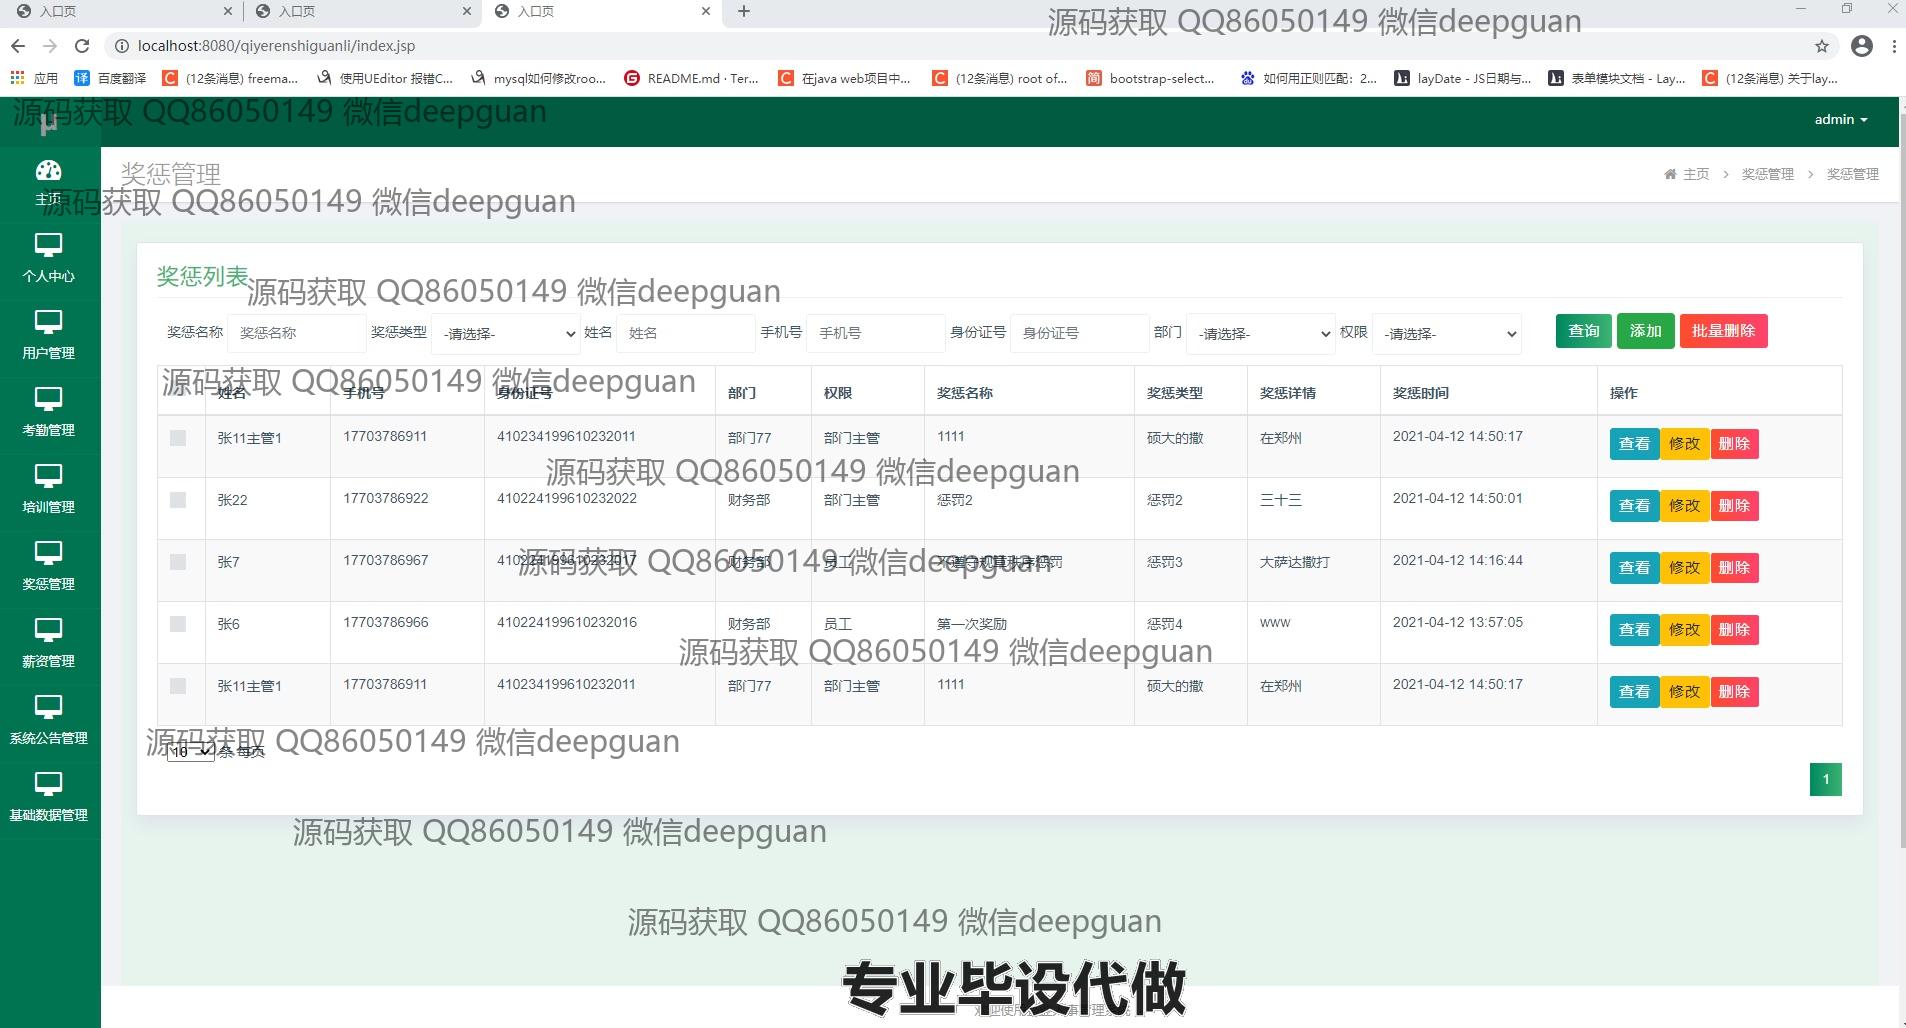 入口页
入口页
入口页
源码获取 QQ86050149 微信deepguan
localhost:8080/qiyerenshiguanli/index.jsp
应用 百度翻译 (12条消息) freema... 使用UEditor 报错C... mysql如何修改roo... README.md · Ter... 在java web项目中... (12条消息) root of... bootstrap-select... 如何用正则匹配：2... layDate - JS日期与... 表单模块文档 - Lay... (12条消息) 关于lay...
源码获取 QQ86050149 微信deepguan
μ
admin
奖惩管理
主页 > 奖惩管理 > 奖惩管理
源码获取 QQ86050149 微信deepguan
主页
个人中心
用户管理
考勤管理
培训管理
奖惩管理
薪资管理
系统公告管理
基础数据管理
奖惩列表
源码获取 QQ86050149 微信deepguan
奖惩名称 奖惩名称 奖惩类型 -请选择- 姓名 姓名 手机号 手机号 身份证号 身份证号 部门 -请选择- 权限 -请选择- 查询 添加 批量删除
源码获取 QQ86050149 微信deepguan
姓名 手机号 身份证号 部门 权限 奖惩名称 奖惩类型 奖惩详情 奖惩时间 操作
张11主管1 17703786911 410234199610232011 部门77 部门主管 1111 硕大的撒 在郑州 2021-04-12 14:50:17 查看 修改 删除
源码获取 QQ86050149 微信deepguan
张22 17703786922 410224199610232022 财务部 部门主管 惩罚2 惩罚2 三十三 2021-04-12 14:50:01 查看 修改 删除
张7 17703786967 410224199610232017 财务部 员工 惩罚3 大萨达撒打 2021-04-12 14:16:44 查看 修改 删除
源码获取 QQ86050149 微信deepguan
张6 17703786966 410224199610232016 财务部 员工 第一次奖励 惩罚4 www 2021-04-12 13:57:05 查看 修改 删除
源码获取 QQ86050149 微信deepguan
张11主管1 17703786911 410234199610232011 部门77 部门主管 1111 硕大的撒 在郑州 2021-04-12 14:50:17 查看 修改 删除
源码获取 QQ86050149 微信deepguan
10 条 每页
1
源码获取 QQ86050149 微信deepguan
源码获取 QQ86050149 微信deepguan
专业毕设代做